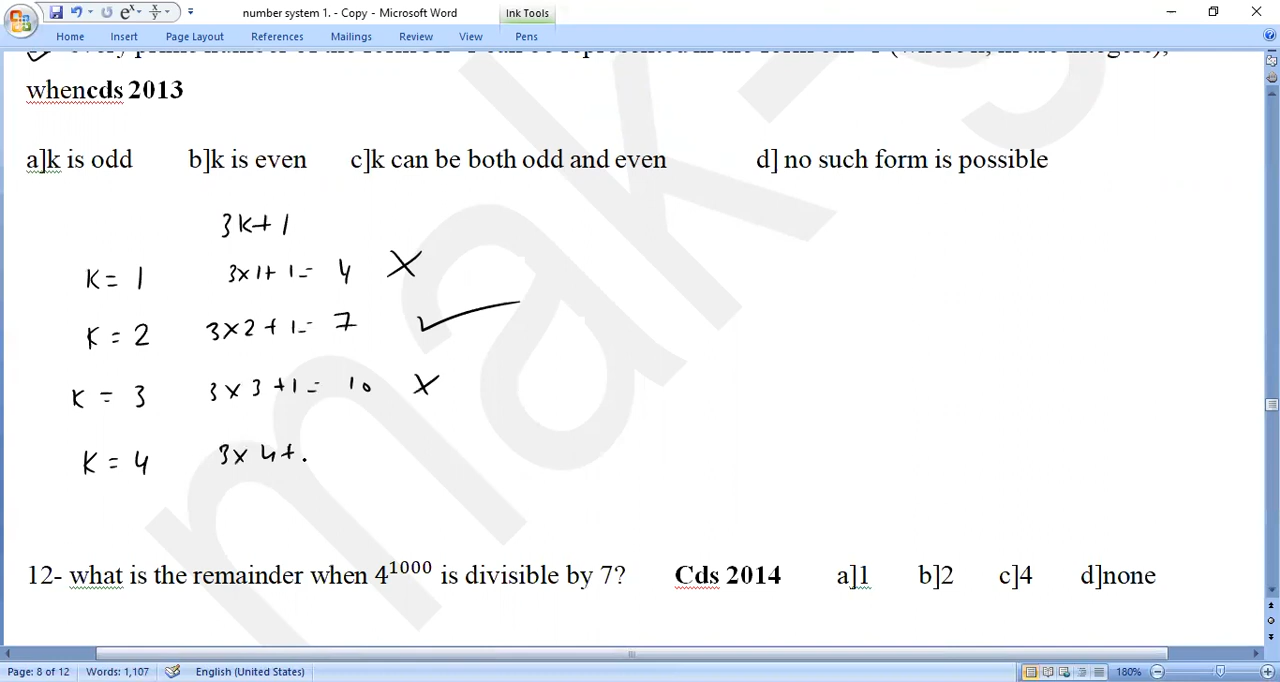 number system 1. - Copy - Microsoft Word
Ink Tools
Home Insert Page Layout References Mailings Review View Pens
whencds 2013
a]k is odd b]k is even c]k can be both odd and even d] no such form is possible
3k+1
K= 1 3x1+1= 4 X
K = 2 3x2+1= 7 ✓
K = 3 3x3+1= 10 X
K = 4 3x4+.
12- what is the remainder when 4^1000 is divisible by 7? Cds 2014 a]1 b]2 c]4 d]none
Page: 8 of 12 Words: 1,107 English (United States) 180%